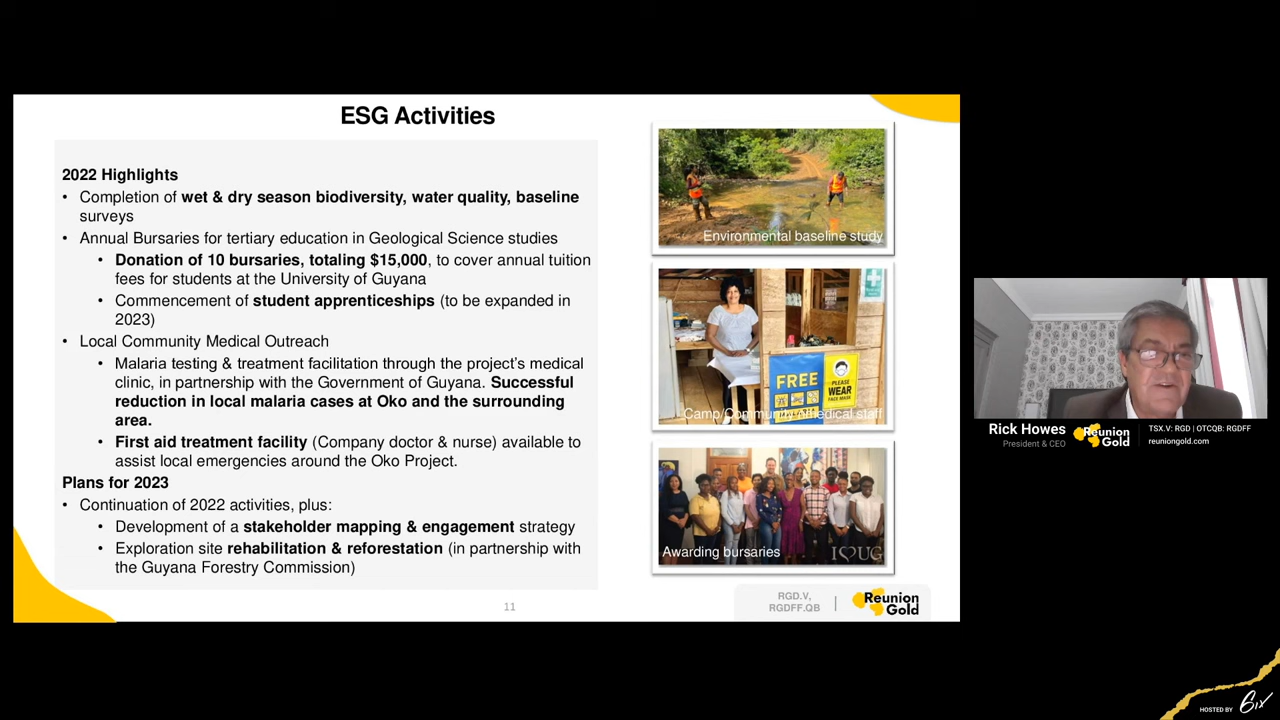 ESG Activities
2022 Highlights
• Completion of wet & dry season biodiversity, water quality, baseline
surveys
• Annual Bursaries for tertiary education in Geological Science studies
• Donation of 10 bursaries, totaling $15,000, to cover annual tuition
fees for students at the University of Guyana
• Commencement of student apprenticeships (to be expanded in
2023)
• Local Community Medical Outreach
• Malaria testing & treatment facilitation through the project's medical
clinic, in partnership with the Government of Guyana. Successful
reduction in local malaria cases at Oko and the surrounding
area.
• First aid treatment facility (Company doctor & nurse) available to
assist local emergencies around the Oko Project.
Plans for 2023
• Continuation of 2022 activities, plus:
• Development of a stakeholder mapping & engagement strategy
• Exploration site rehabilitation & reforestation (in partnership with
the Guyana Forestry Commission)
Environmental baseline study
FREE
PLEASE
WEAR
FACE MASK
Camp/Community medical staff
Awarding bursaries
I UG
11
RGD.V,
RGDFF.QB
Reunion
Gold
Rick Howes
President & CEO
Reunion
Gold
TSX.V: RGD | OTCQB: RGDFF
reuniongold.com
HOSTED BY 6ix